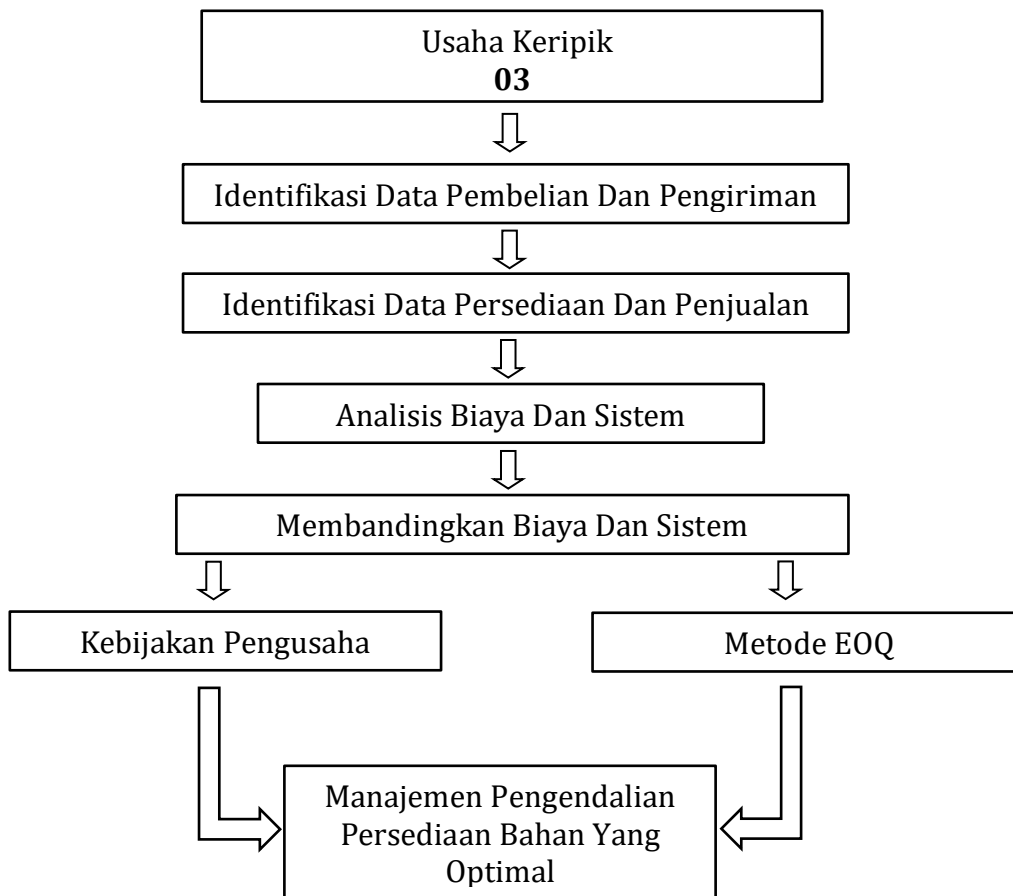 Usaha Keripik
03
Identifikasi Data Pembelian Dan Pengiriman
Identifikasi Data Persediaan Dan Penjualan
Analisis Biaya Dan Sistem
Membandingkan Biaya Dan Sistem
Kebijakan Pengusaha
Metode EOQ
Manajemen Pengendalian
Persediaan Bahan Yang
Optimal